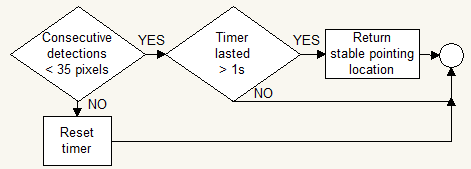 Consecutive
detections
< 35 pixels
YES
Timer
lasted
> 1s
YES
Return
stable pointing
location
NO
NO
Reset
timer